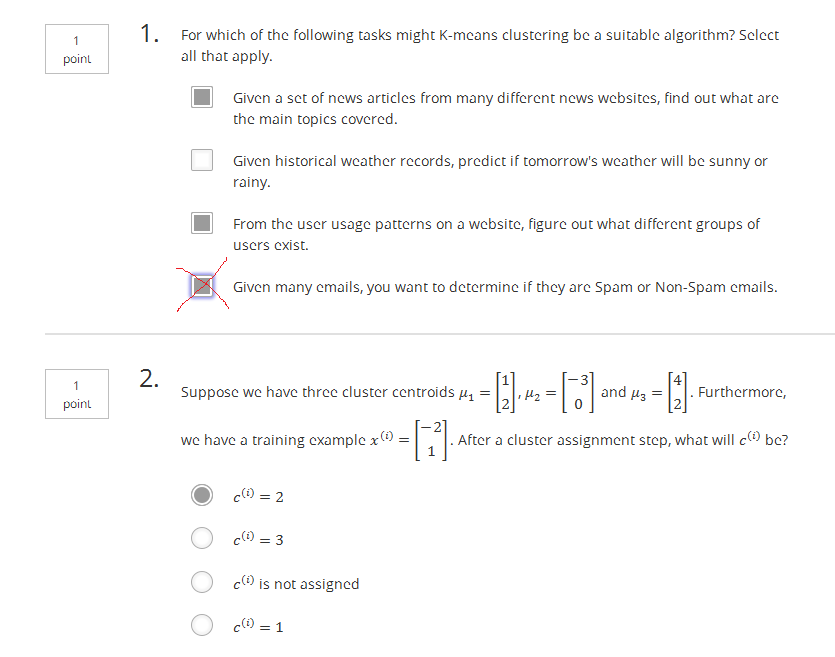 1 point
1. For which of the following tasks might K-means clustering be a suitable algorithm? Select
all that apply.
Given a set of news articles from many different news websites, find out what are
the main topics covered.
Given historical weather records, predict if tomorrow's weather will be sunny or
rainy.
From the user usage patterns on a website, figure out what different groups of
users exist.
Given many emails, you want to determine if they are Spam or Non-Spam emails.
1 point
2. Suppose we have three cluster centroids μ₁ = [1 2], μ₂ = [−3 0] and μ₃ = [4 2]. Furthermore,
we have a training example x⁽ⁱ⁾ = [−2 1]. After a cluster assignment step, what will c⁽ⁱ⁾ be?
c⁽ⁱ⁾ = 2
c⁽ⁱ⁾ = 3
c⁽ⁱ⁾ is not assigned
c⁽ⁱ⁾ = 1